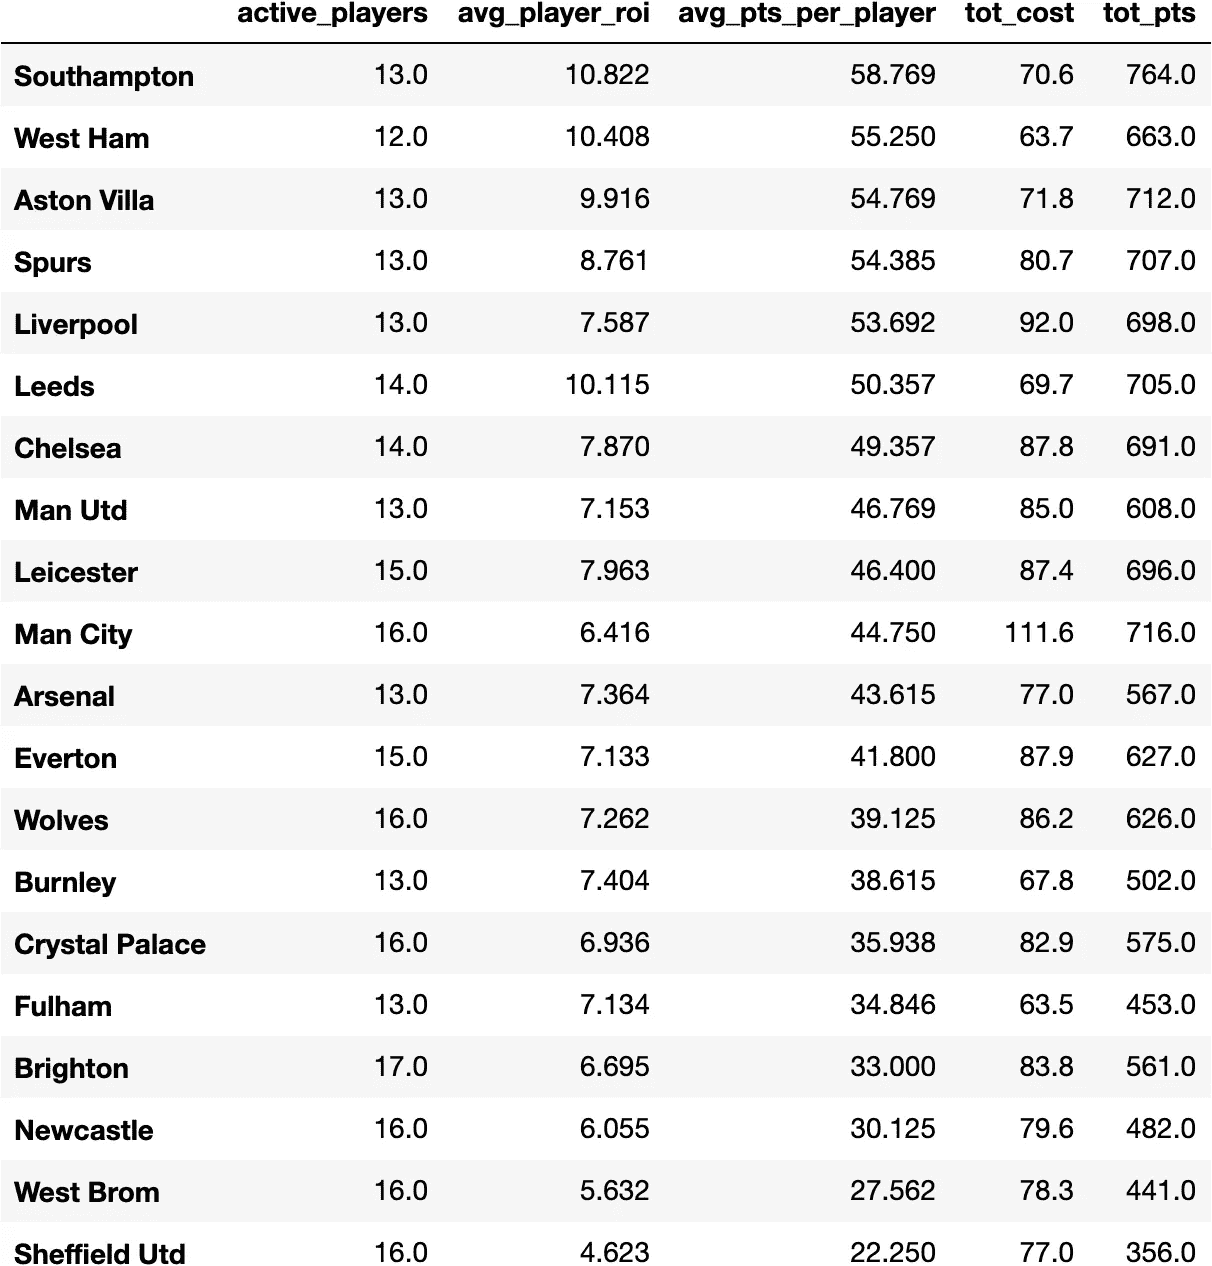 active_players avg_player_roi avg_pts_per_player tot_cost tot_pts
Southampton 13.0 10.822 58.769 70.6 764.0
West Ham 12.0 10.408 55.250 63.7 663.0
Aston Villa 13.0 9.916 54.769 71.8 712.0
Spurs 13.0 8.761 54.385 80.7 707.0
Liverpool 13.0 7.587 53.692 92.0 698.0
Leeds 14.0 10.115 50.357 69.7 705.0
Chelsea 14.0 7.870 49.357 87.8 691.0
Man Utd 13.0 7.153 46.769 85.0 608.0
Leicester 15.0 7.963 46.400 87.4 696.0
Man City 16.0 6.416 44.750 111.6 716.0
Arsenal 13.0 7.364 43.615 77.0 567.0
Everton 15.0 7.133 41.800 87.9 627.0
Wolves 16.0 7.262 39.125 86.2 626.0
Burnley 13.0 7.404 38.615 67.8 502.0
Crystal Palace 16.0 6.936 35.938 82.9 575.0
Fulham 13.0 7.134 34.846 63.5 453.0
Brighton 17.0 6.695 33.000 83.8 561.0
Newcastle 16.0 6.055 30.125 79.6 482.0
West Brom 16.0 5.632 27.562 78.3 441.0
Sheffield Utd 16.0 4.623 22.250 77.0 356.0